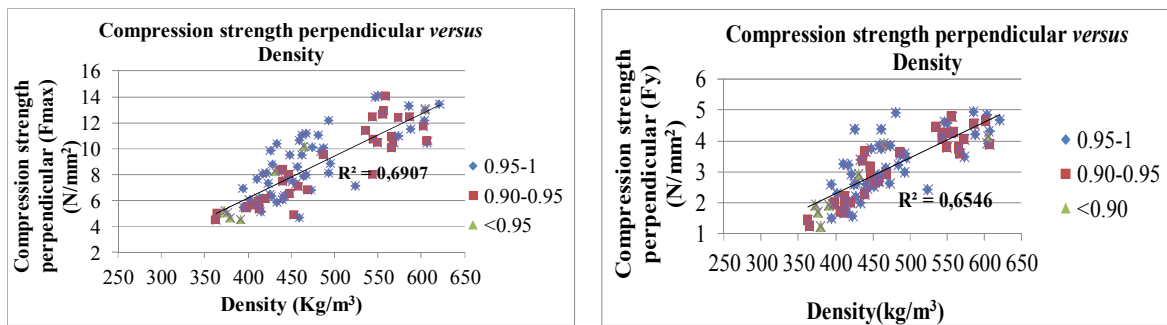 Compression strength perpendicular versus
Density
Compression strength
perpendicular (Fmax)
(N/mm²)
16
14
12
10
8
6
4
2
R² = 0,6907
250 300 350 400 450 500 550 600 650
Density (Kg/m³)
0.95-1
0.90-0.95
<0.95
Compression strength perpendicular versus
Density
Compression strength
perpendicular (Fy)
(N/mm²)
6
5
4
3
2
1
R² = 0,6546
250 300 350 400 450 500 550 600 650
Density(kg/m³)
0.95-1
0.90-0.95
<0.90